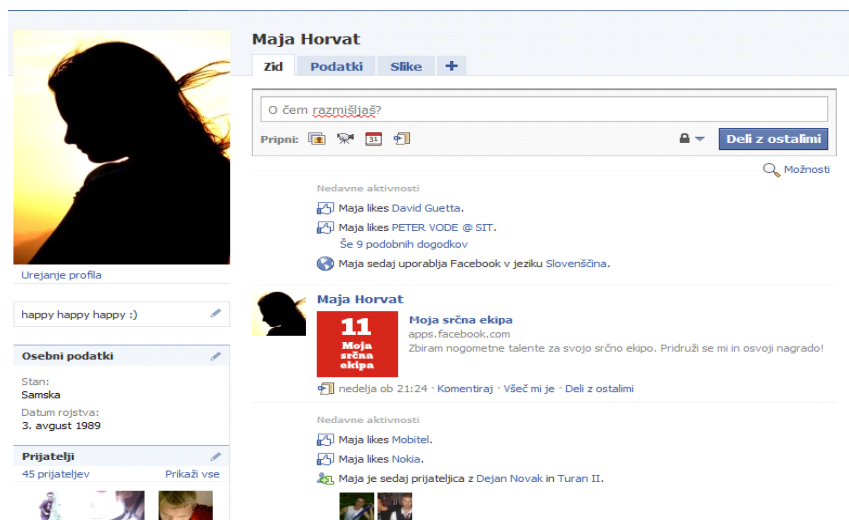 Maja Horvat
Zid Podatki Slike +
O čem razmišljaš?
Pripni: 31
Deli z ostalimi
Možnosti
Nedavne aktivnosti
Maja likes David Guetta.
Maja likes PETER VODE @ SIT.
Še 9 podobnih dogodkov
Maja sedaj uporablja Facebook v jeziku Slovenščina.
Maja Horvat
11
Moja
srčna
ekipa
Moja srčna ekipa
apps.facebook.com
Zbiram nogometne talente za svojo srčno ekipo. Pridruži se mi in osvoji nagrado!
nedelja ob 21:24 · Komentiraj · Všeč mi je · Deli z ostalimi
Nedavne aktivnosti
Maja likes Mobitel.
Maja likes Nokia.
Maja je sedaj prijateljica z Dejan Novak in Turan II.
Urejanje profila
happy happy happy :)
Osebni podatki
Stan:
Samska
Datum rojstva:
3. avgust 1989
Prijatelji
45 prijateljev Prikaži vse